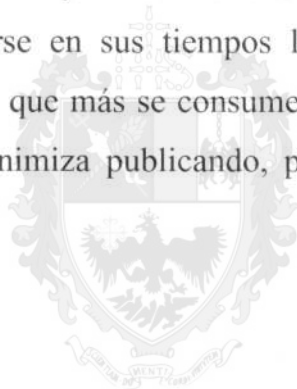 rse en sus tiempos l
que más se consume
nimiza publicando, p